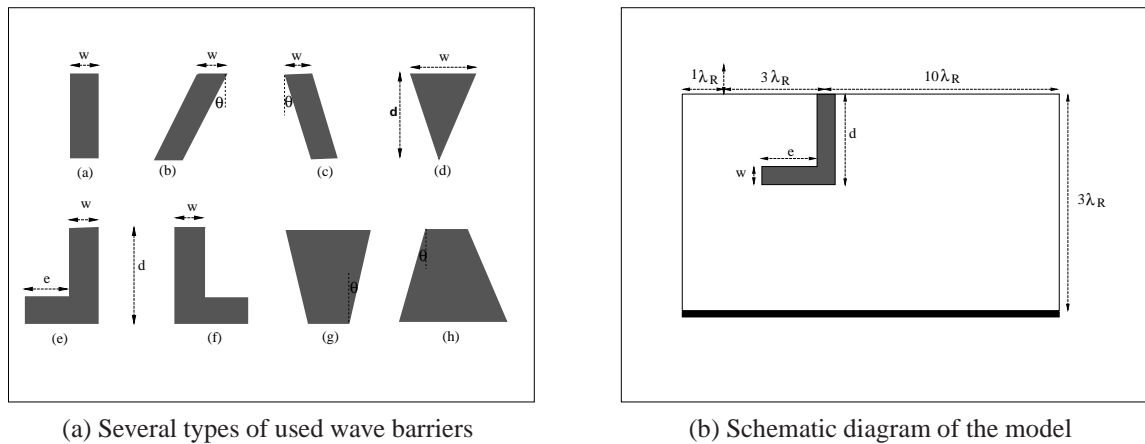 w w w w
θ θ d
(a) (b) (c) (d)
w w
e d θ θ
(e) (f) (g) (h)
(a) Several types of used wave barriers
1λR 3λR 10λR
e d
w
3λR
(b) Schematic diagram of the model